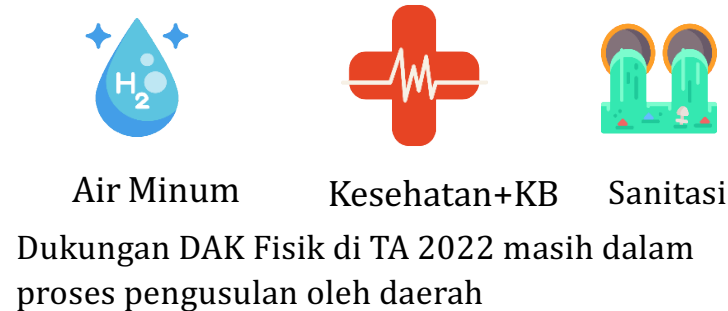 H2
Air Minum
Kesehatan+KB
Sanitasi
Dukungan DAK Fisik di TA 2022 masih dalam
proses pengusulan oleh daerah